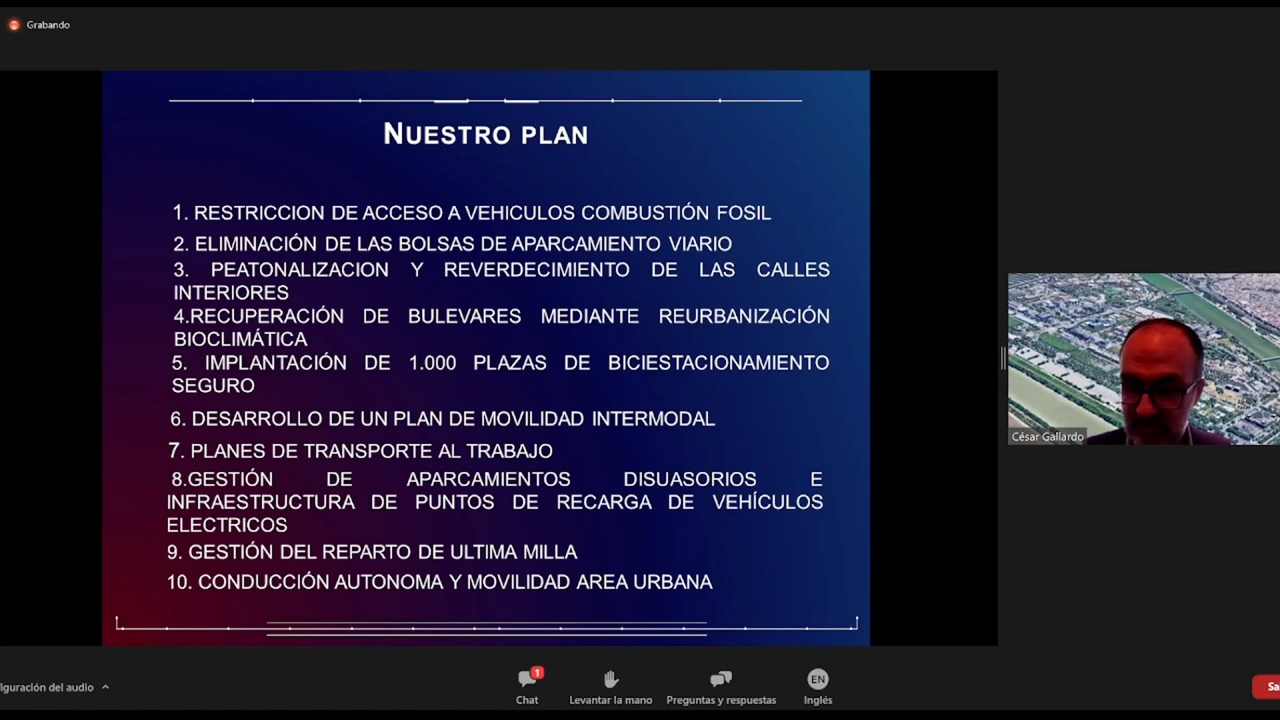 Grabando
NUESTRO PLAN
1. RESTRICCION DE ACCESO A VEHICULOS COMBUSTIÓN FOSIL
2. ELIMINACIÓN DE LAS BOLSAS DE APARCAMIENTO VIARIO
3. PEATONALIZACION Y REVERDECIMIENTO DE LAS CALLES
INTERIORES
4.RECUPERACIÓN DE BULEVARES MEDIANTE REURBANIZACIÓN
BIOCLIMÁTICA
5. IMPLANTACIÓN DE 1.000 PLAZAS DE BICIESTACIONAMIENTO
SEGURO
6. DESARROLLO DE UN PLAN DE MOVILIDAD INTERMODAL
7. PLANES DE TRANSPORTE AL TRABAJO
8.GESTIÓN DE APARCAMIENTOS DISUASORIOS E
INFRAESTRUCTURA DE PUNTOS DE RECARGA DE VEHÍCULOS
ELECTRICOS
9. GESTIÓN DEL REPARTO DE ULTIMA MILLA
10. CONDUCCIÓN AUTONOMA Y MOVILIDAD AREA URBANA
César Gallardo
iguración del audio
1
Chat
Levantar la mano
Preguntas y respuestas
EN
Inglés
Sa